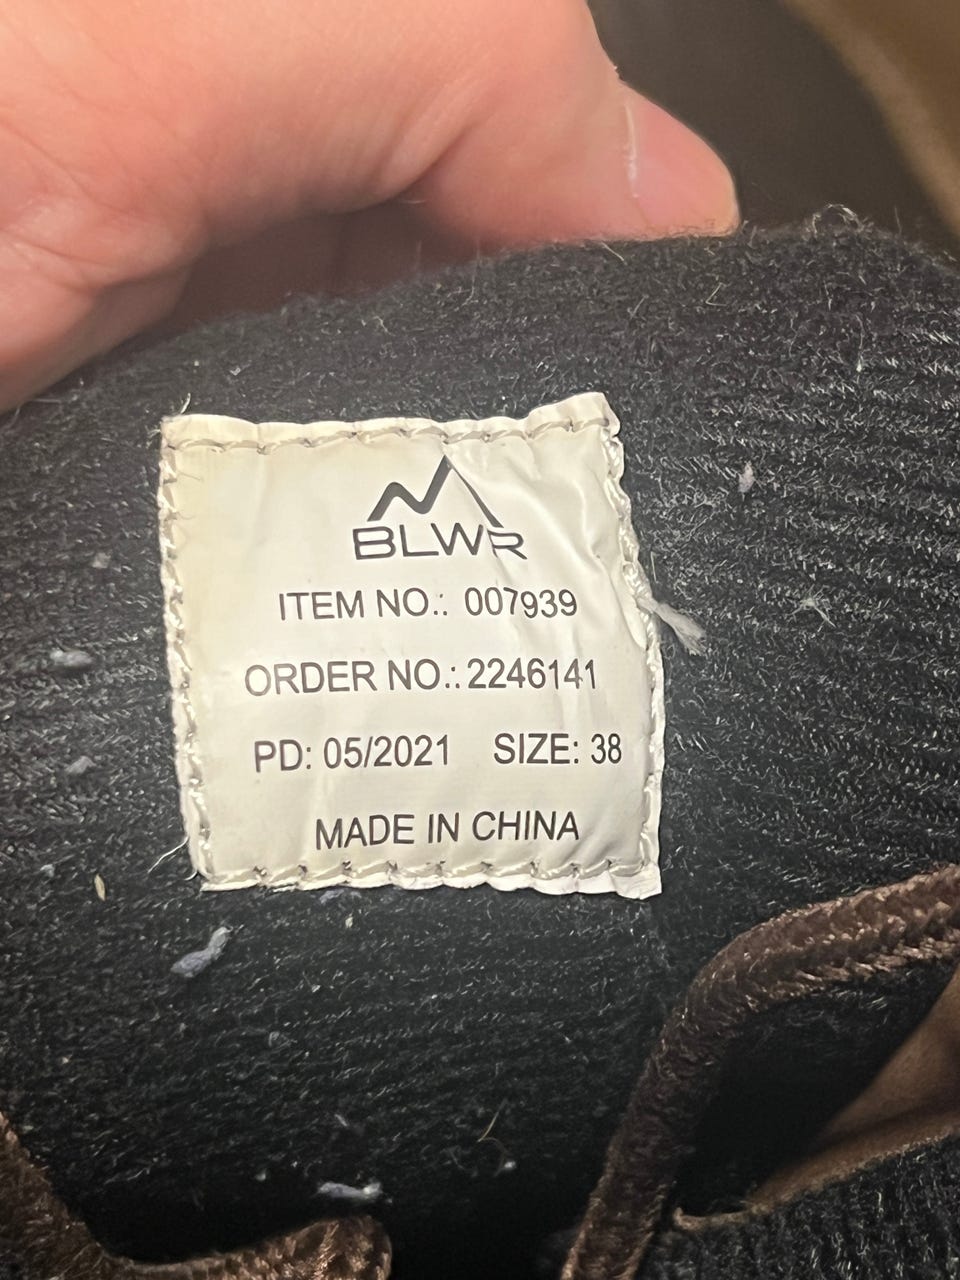 BLWR
ITEM NO.: 007939
ORDER NO.: 2246141
PD: 05/2021 SIZE: 38
MADE IN CHINA